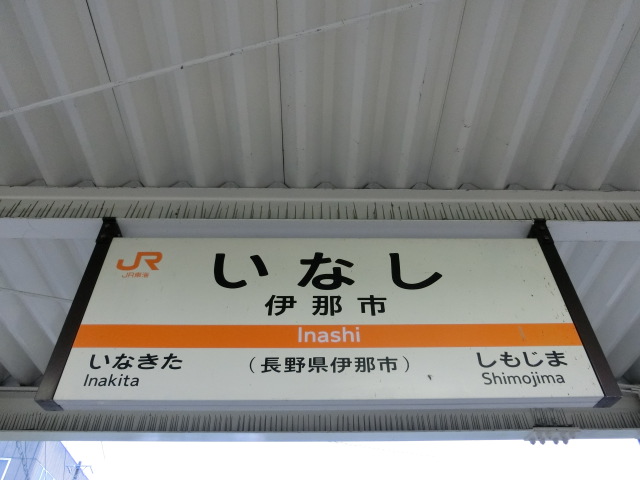 JR
JR東海
いなし
伊那市
Inashi
いなきた
Inakita
（長野県伊那市）
しもじま
Shimojima